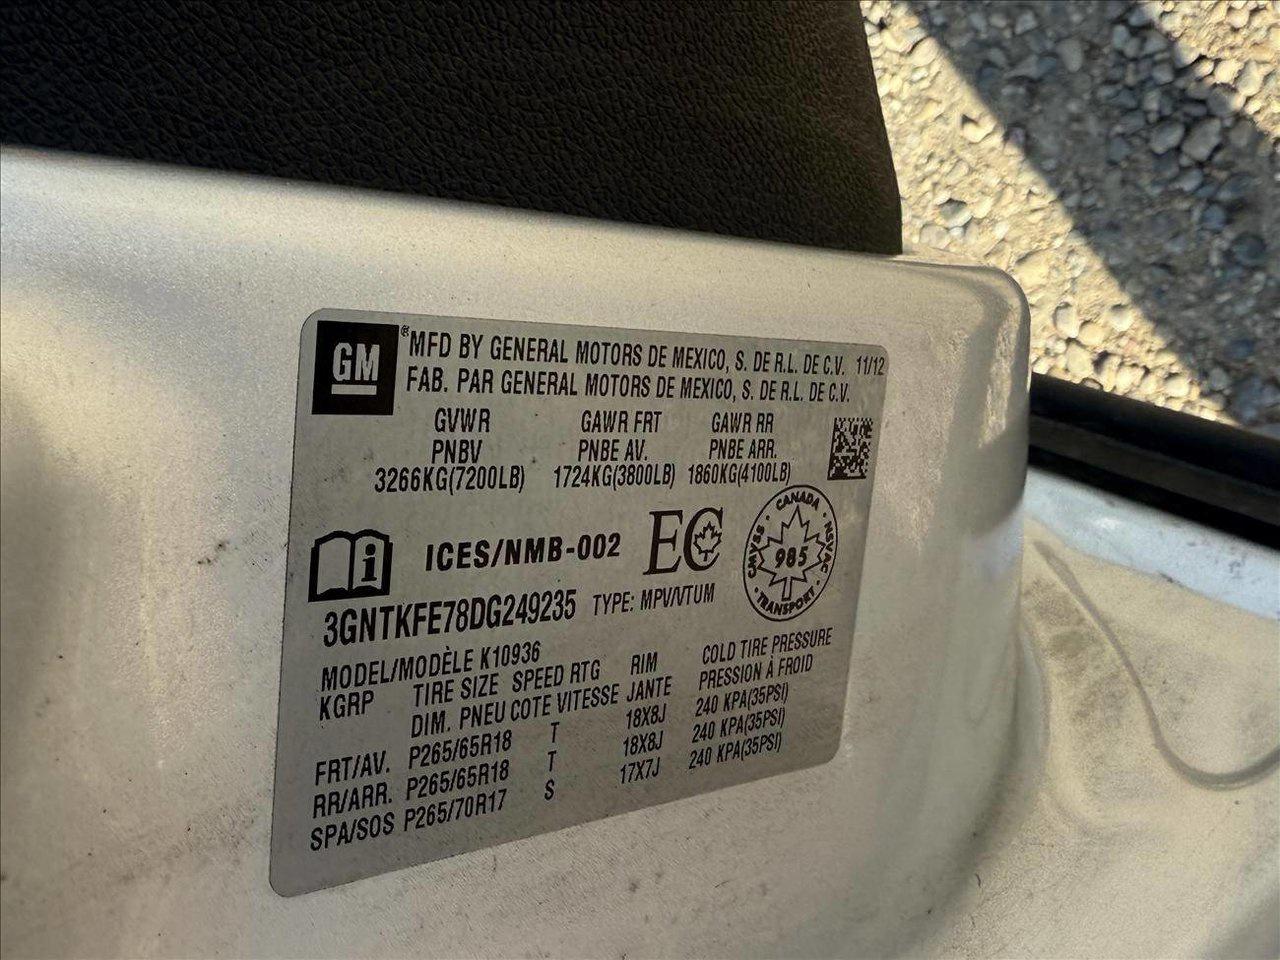 GM ® MFD BY GENERAL MOTORS DE MEXICO, S. DE R.L. DE C.V. 11/12
FAB. PAR GENERAL MOTORS DE MEXICO, S. DE R.L. DE C.V.
GVWR GAWR FRT GAWR RR
PNBV PNBE AV. PNBE ARR.
3266KG(7200LB) 1724KG(3800LB) 1860KG(4100LB)
i ICES/NMB-002 EC
CANADA · NSVAC · TRANSPORT · CMVSS ·
985
3GNTKFE78DG249235 TYPE: MPV/VTUM
MODEL/MODÈLE K10936
KGRP TIRE SIZE SPEED RTG RIM COLD TIRE PRESSURE
DIM. PNEU COTE VITESSE JANTE PRESSION À FROID
FRT/AV. P265/65R18 T 18X8J 240 KPA(35PSI)
RR/ARR. P265/65R18 T 18X8J 240 KPA(35PSI)
SPA/SOS P265/70R17 S 17X7J 240 KPA(35PSI)